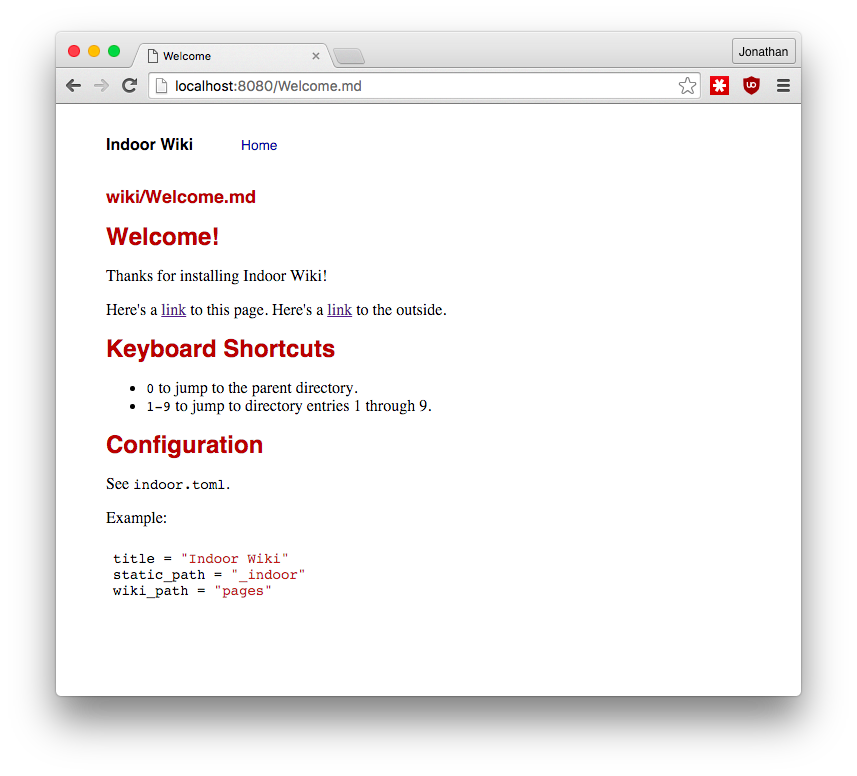 Welcome
Jonathan
localhost:8080/Welcome.md
Indoor Wiki Home
wiki/Welcome.md
Welcome!
Thanks for installing Indoor Wiki!
Here's a link to this page. Here's a link to the outside.
Keyboard Shortcuts
• 0 to jump to the parent directory.
• 1-9 to jump to directory entries 1 through 9.
Configuration
See indoor.toml.
Example:
title = "Indoor Wiki"
static_path = "_indoor"
wiki_path = "pages"